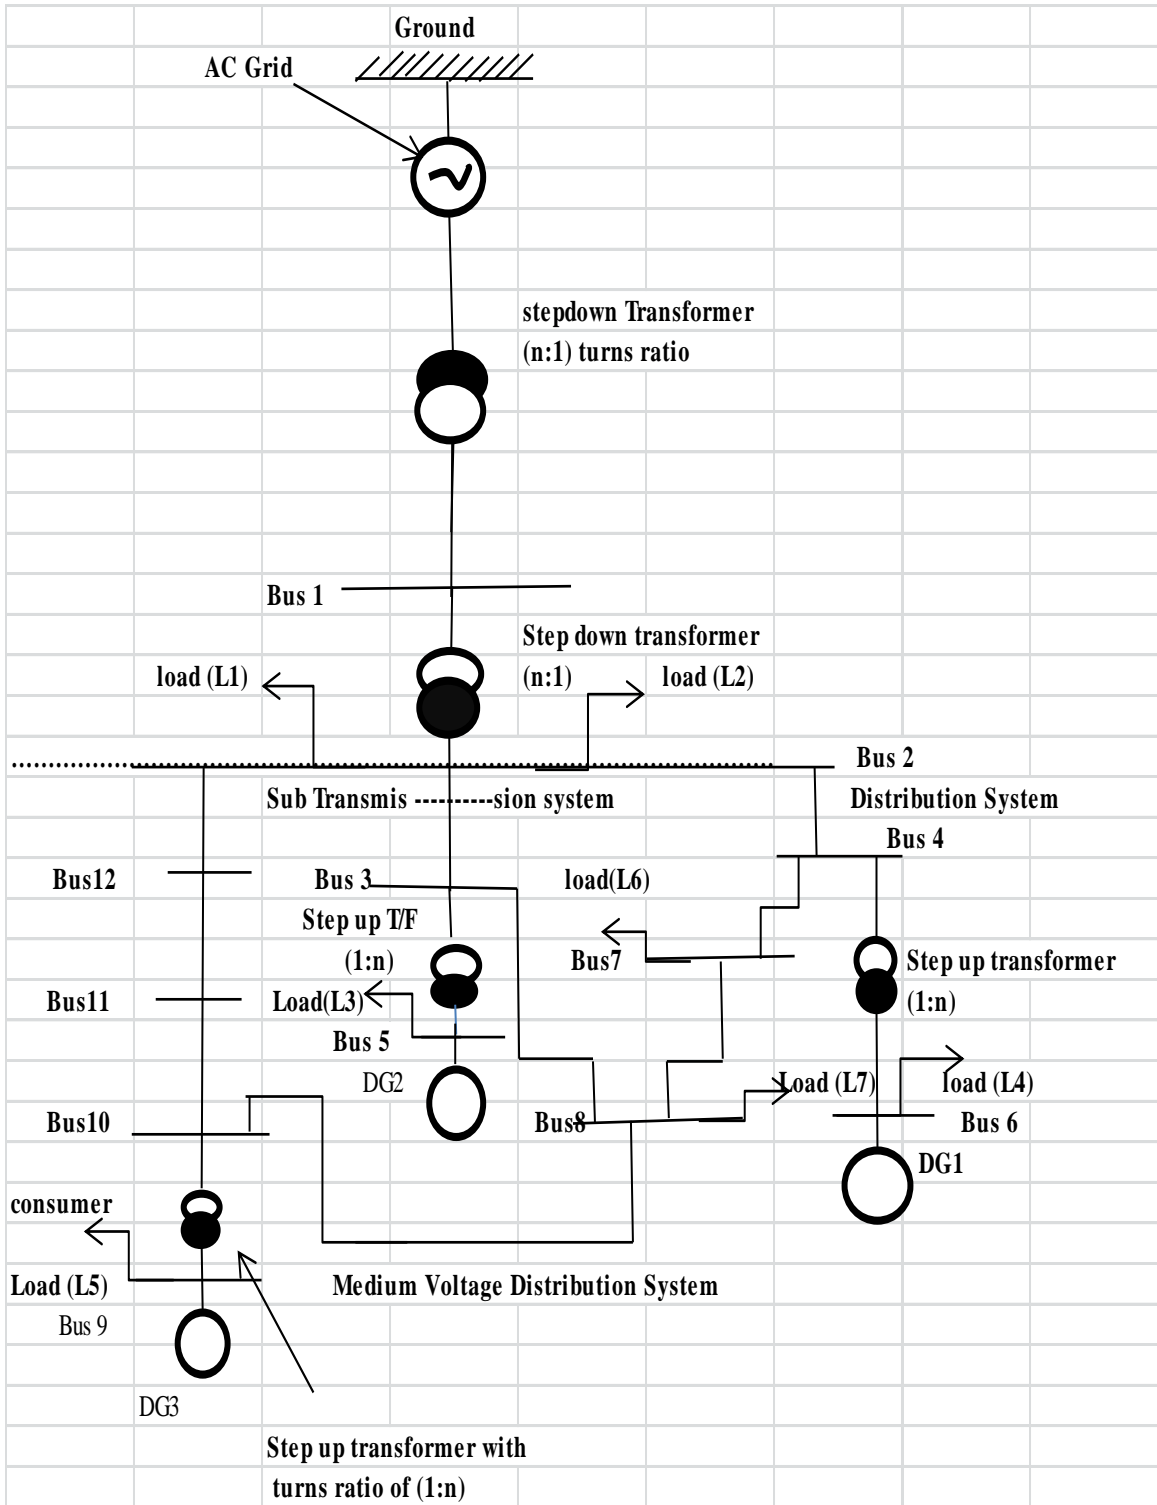 Ground
AC Grid
stepdown Transformer
(n:1) turns ratio
Bus 1
Step down transformer
(n:1)
load (L1)
load (L2)
Bus 2
Sub Transmis ----------sion system
Distribution System
Bus 4
Bus12
Bus 3
load(L6)
Step up T/F
(1:n)
Bus7
Step up transformer
(1:n)
Bus11
Load(L3)
Bus 5
DG2
Load (L7)
load (L4)
Bus10
Bus8
Bus 6
DG1
consumer
Load (L5)
Medium Voltage Distribution System
Bus 9
DG3
Step up transformer with
turns ratio of (1:n)